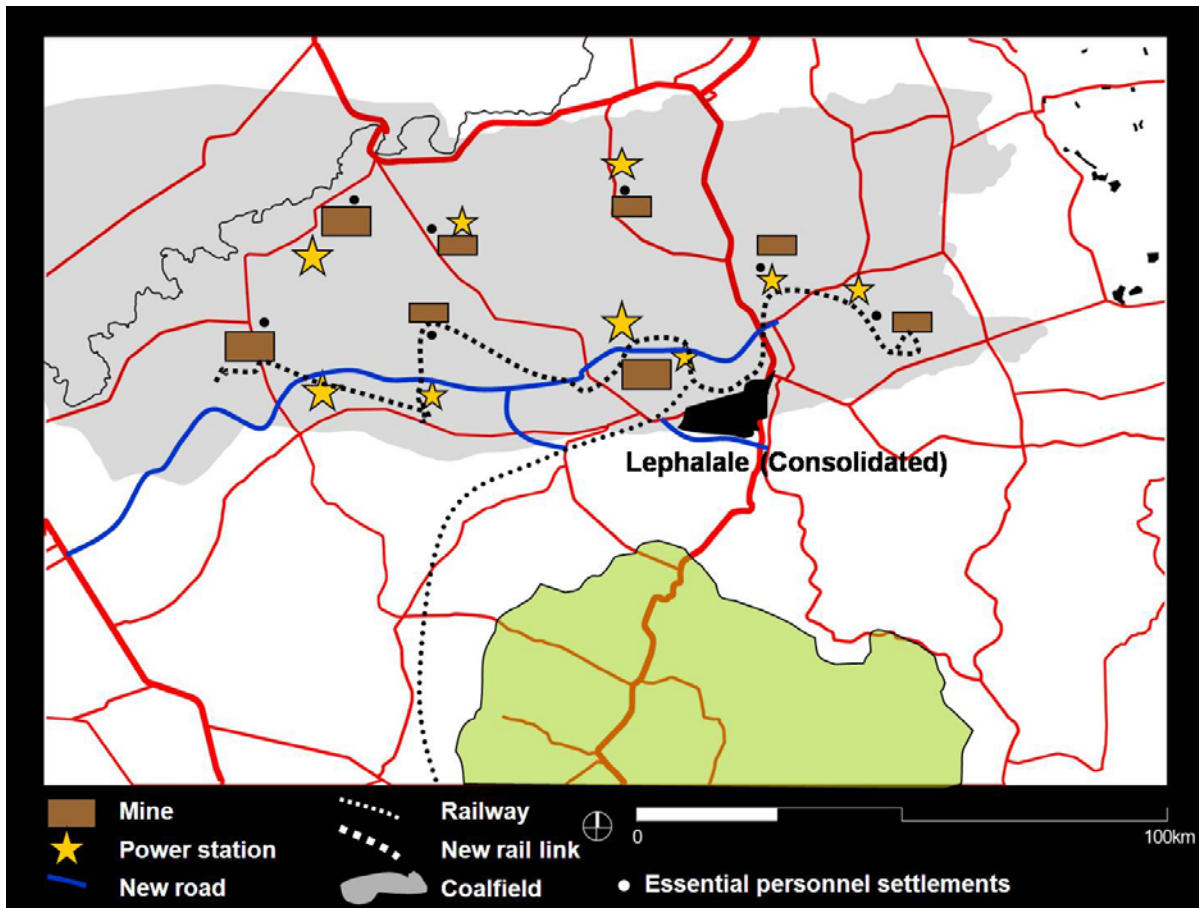 Lephalale (Consolidated)
Mine
Railway
0
100km
Power station
New rail link
New road
Coalfield
Essential personnel settlements